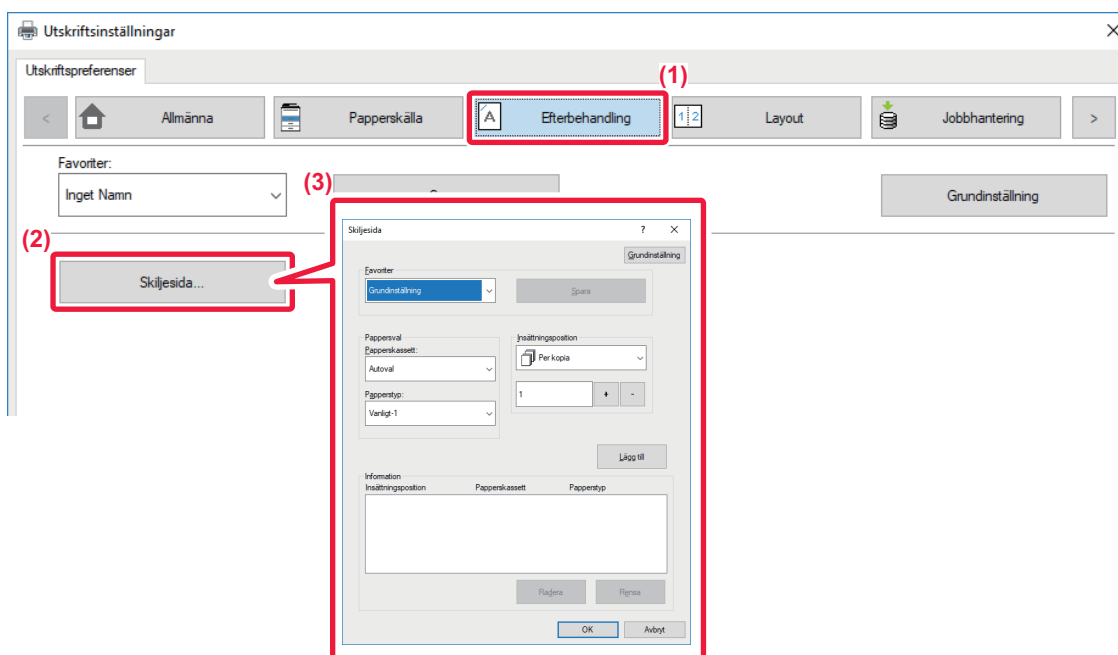 Utskriftsinställningar
Utskriftspreferenser
(1)
< Allmänna Papperskälla A Efterbehandling 1 2 Layout Jobbhantering >
Favoriter:
Inget Namn
(3)
Grundinställning
(2)
Skiljesida...
Skiljesida ? X
Grundinställning
Favoriter
Grundinställning
Spara
Pappersval
Papperskassett:
Autoval
Papperstyp:
Vanligt-1
Insättningsposition
Per kopia
1 + -
Lägg till
Information
Insättningsposition Papperskassett Papperstyp
Radera Rensa
OK Avbryt